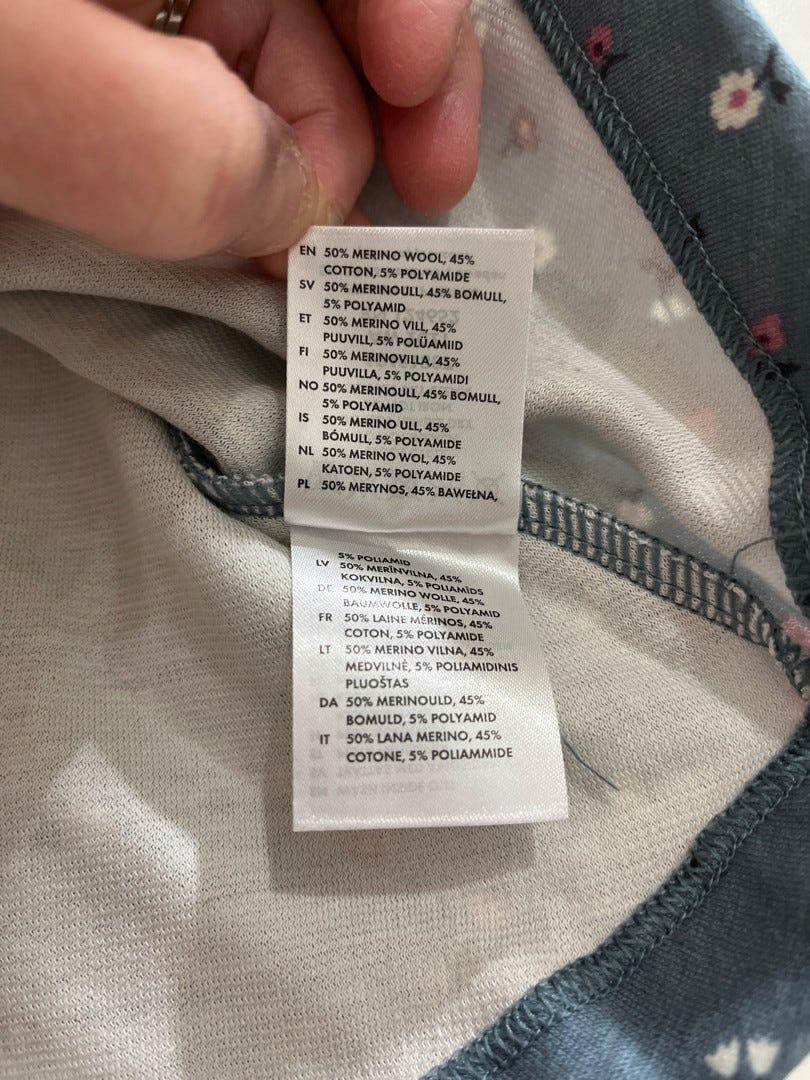 EN 50% MERINO WOOL, 45%
COTTON, 5% POLYAMIDE
SV 50% MERINOULL, 45% BOMULL,
5% POLYAMID
ET 50% MERINO VILL, 45%
PUUVILL, 5% POLÜAMIID
FI 50% MERINOVILLA, 45%
PUUVILLA, 5% POLYAMIDI
NO 50% MERINOULL, 45% BOMULL,
5% POLYAMID
IS 50% MERINO ULL, 45%
BÓMULL, 5% POLYAMIDE
NL 50% MERINO WOL, 45%
KATOEN, 5% POLYAMIDE
PL 50% MERYNOS, 45% BAWEŁNA,
5% POLIAMID
LV 50% MERĪNVILNA, 45%
KOKVILNA, 5% POLIAMĪDS
DE 50% MERINO WOLLE, 45%
BAUMWOLLE, 5% POLYAMID
FR 50% LAINE MÉRINOS, 45%
COTON, 5% POLYAMIDE
LT 50% MERINO VILNA, 45%
MEDVILNĖ, 5% POLIAMIDINIS
PLUOŠTAS
DA 50% MERINOULD, 45%
BOMULD, 5% POLYAMID
IT 50% LANA MERINO, 45%
COTONE, 5% POLIAMMIDE